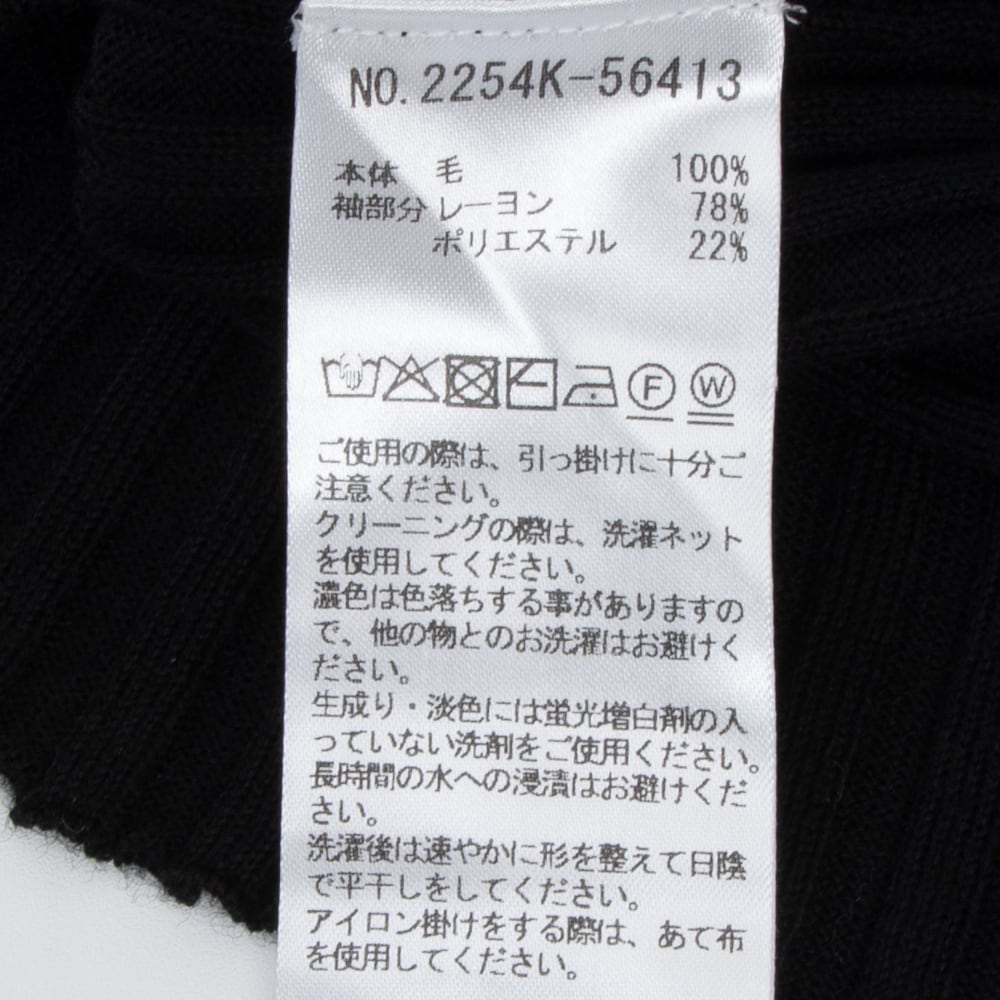 NO.2254K-56413
本体 毛 100%
袖部分 レーヨン 78%
ポリエステル 22%
F W
ご使用の際は、引っ掛けに十分ご
注意ください。
クリーニングの際は、洗濯ネット
を使用してください。
濃色は色落ちする事がありますの
で、他の物とのお洗濯はお避けく
ださい。
生成り・淡色には蛍光増白剤の入
っていない洗剤をご使用ください。
長時間の水への浸漬はお避けくだ
さい。
洗濯後は速やかに形を整えて日陰
で平干しをしてください。
アイロン掛けをする際は、あて布
を使用してください。